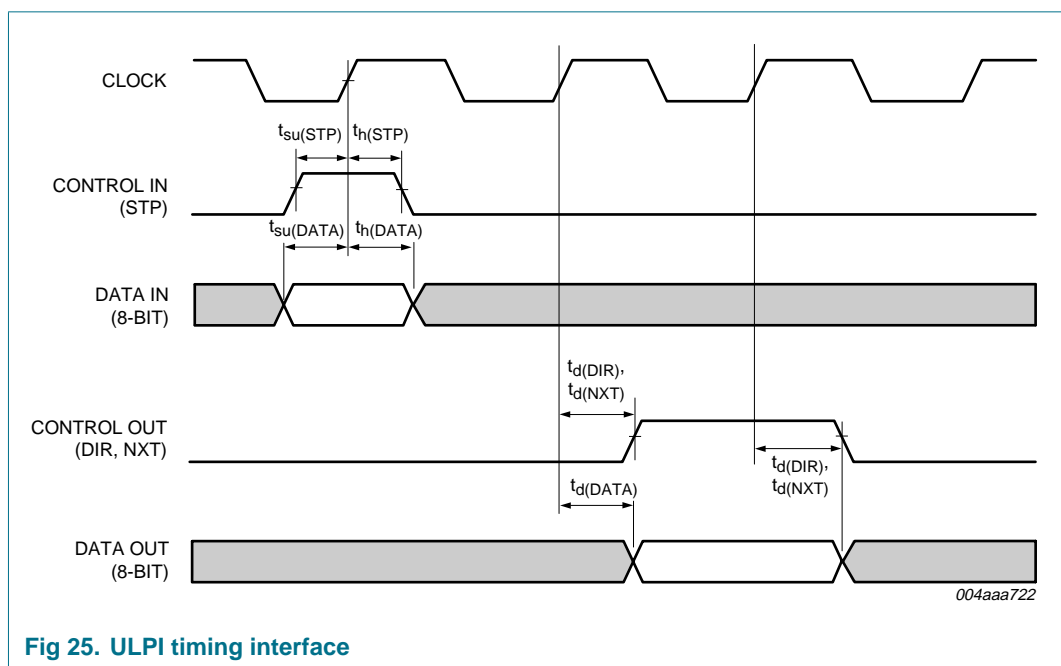 CLOCK
tsu(STP) th(STP)
CONTROL IN
(STP)
tsu(DATA) th(DATA)
DATA IN
(8-BIT)
td(DIR),
td(NXT)
CONTROL OUT
(DIR, NXT)
td(DIR),
td(NXT)
td(DATA)
DATA OUT
(8-BIT)
004aaa722
Fig 25. ULPI timing interface